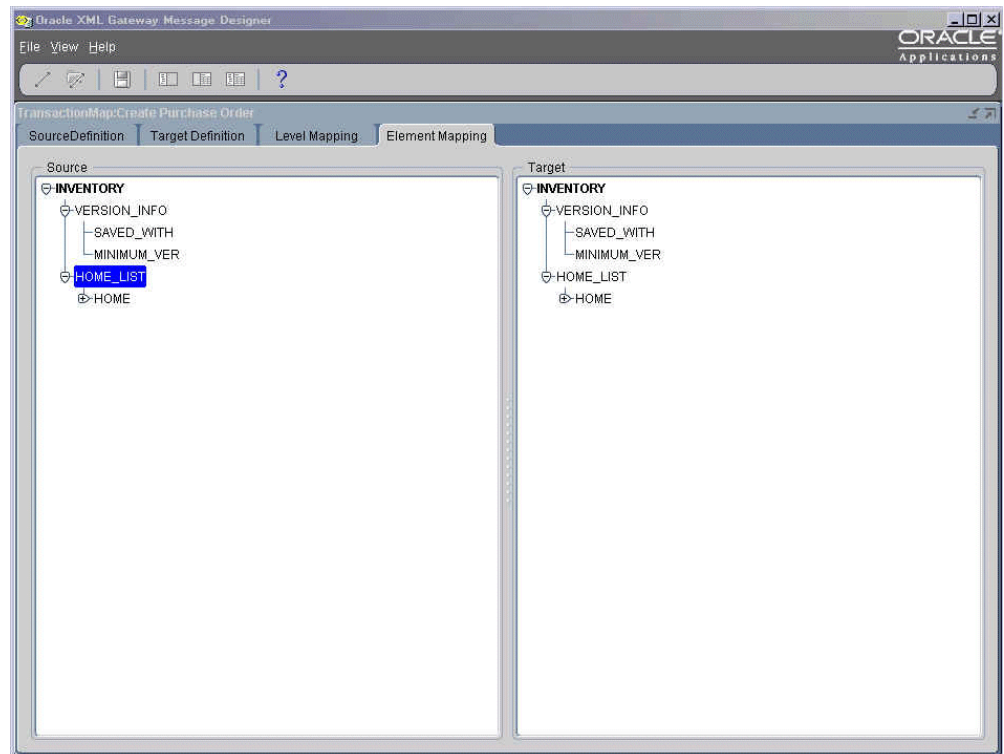 Oracle XML Gateway Message Designer
File View Help
ORACLE
Applications
?
TransactionMap:Create Purchase Order
SourceDefinition Target Definition Level Mapping Element Mapping
Source
INVENTORY
VERSION_INFO
SAVED_WITH
MINIMUM_VER
HOME_LIST
HOME
Target
INVENTORY
VERSION_INFO
SAVED_WITH
MINIMUM_VER
HOME_LIST
HOME